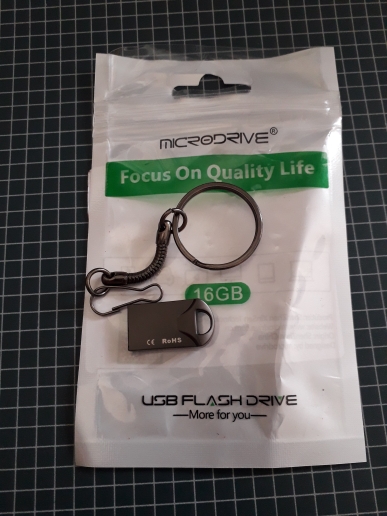 MICRODRIVE®
Focus On Quality Life
16GB
CE RoHS
USB FLASH DRIVE
—More for you—